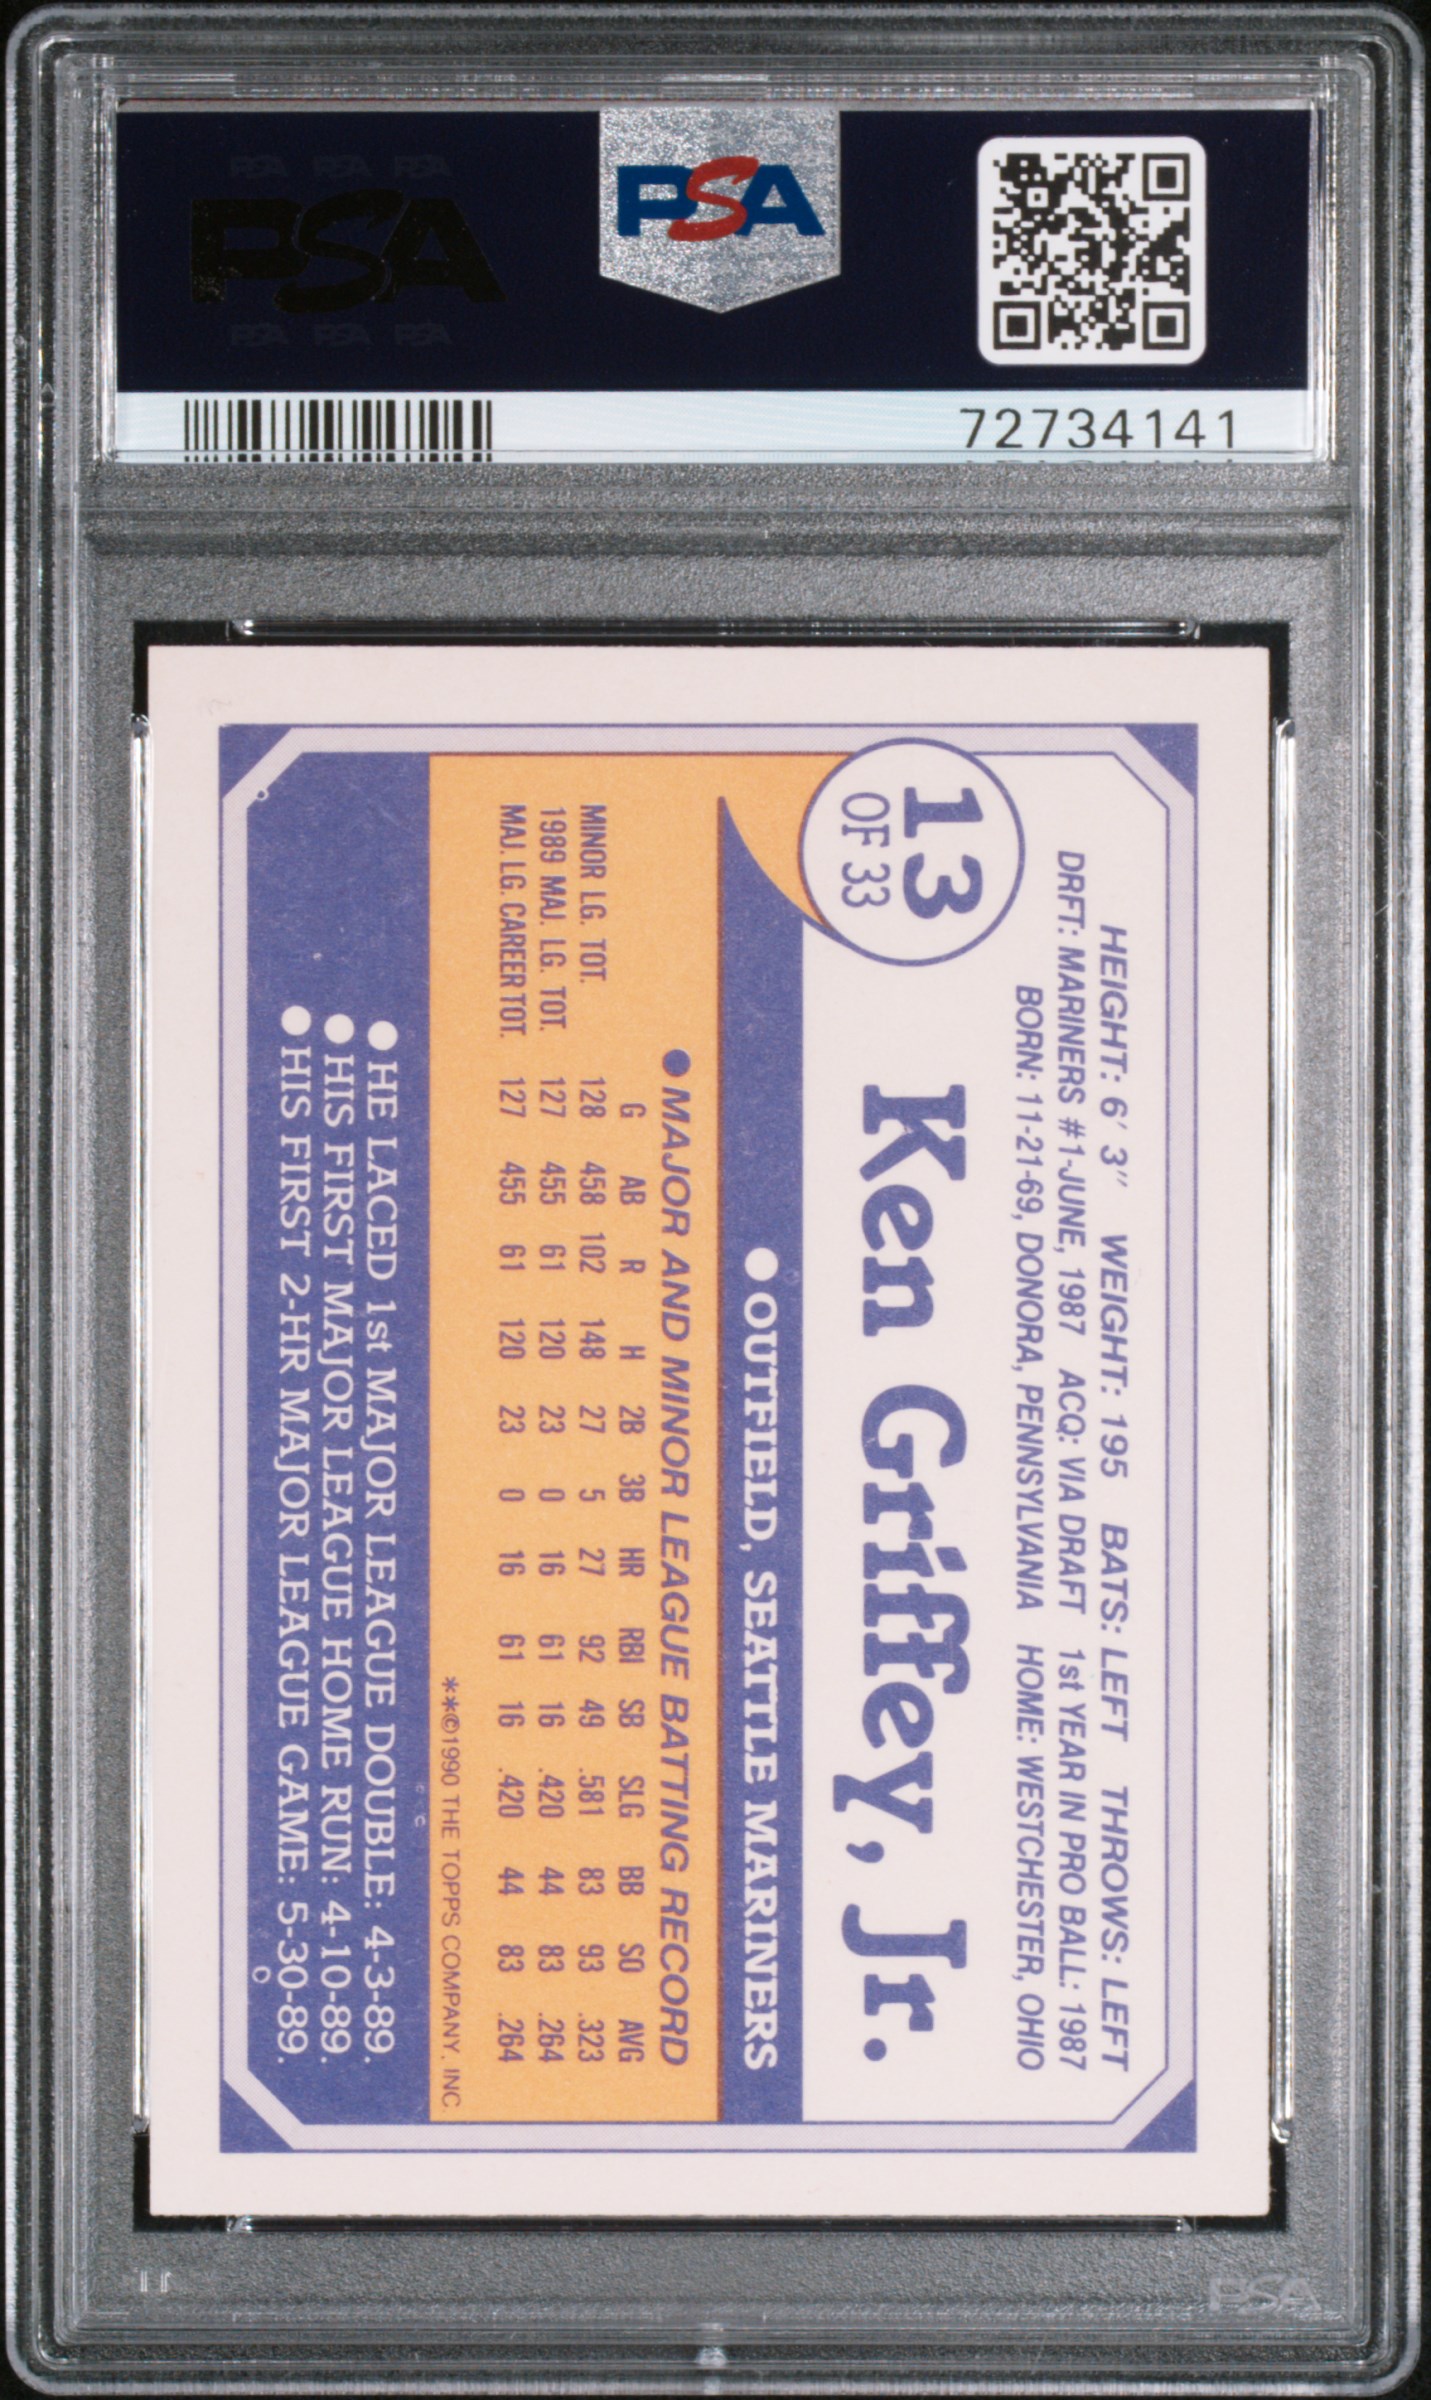 PSA PSA PSA
PSA
PSA PSA PSA
PSA
72734141
13
OF 33
HEIGHT: 6' 3" WEIGHT: 195 BATS: LEFT THROWS: LEFT
DRFT: MARINERS #1-JUNE, 1987 ACQ: VIA DRAFT 1st YEAR IN PRO BALL: 1987
BORN: 11-21-69, DONORA, PENNSYLVANIA HOME: WESTCHESTER, OHIO
Ken Griffey, Jr.
●OUTFIELD, SEATTLE MARINERS
●MAJOR AND MINOR LEAGUE BATTING RECORD
G AB R H 2B 3B HR RBI SB SLG BB SO AVG
MINOR LG. TOT. 128 458 102 148 27 5 27 92 49 .581 83 93 .323
1989 MAJ. LG. TOT. 127 455 61 120 23 0 16 61 16 .420 44 83 .264
MAJ. LG. CAREER TOT. 127 455 61 120 23 0 16 61 16 .420 44 83 .264
**©1990 THE TOPPS COMPANY, INC.
●HE LACED 1st MAJOR LEAGUE DOUBLE: 4-3-89.
●HIS FIRST MAJOR LEAGUE HOME RUN: 4-10-89.
●HIS FIRST 2-HR MAJOR LEAGUE GAME: 5-30-89.
PSA